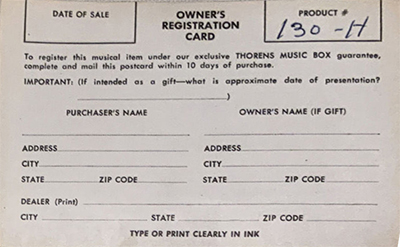 DATE OF SALE
OWNER'S
REGISTRATION
CARD
PRODUCT #
130-H
To register this musical item under our exclusive THORENS MUSIC BOX guarantee,
complete and mail this postcard within 10 days of purchase.
IMPORTANT: (If intended as a gift—what is approximate date of presentation?
)
PURCHASER'S NAME OWNER'S NAME (IF GIFT)
ADDRESS ADDRESS
CITY CITY
STATE ZIP CODE STATE ZIP CODE
DEALER (Print)
CITY STATE ZIP CODE
TYPE OR PRINT CLEARLY IN INK